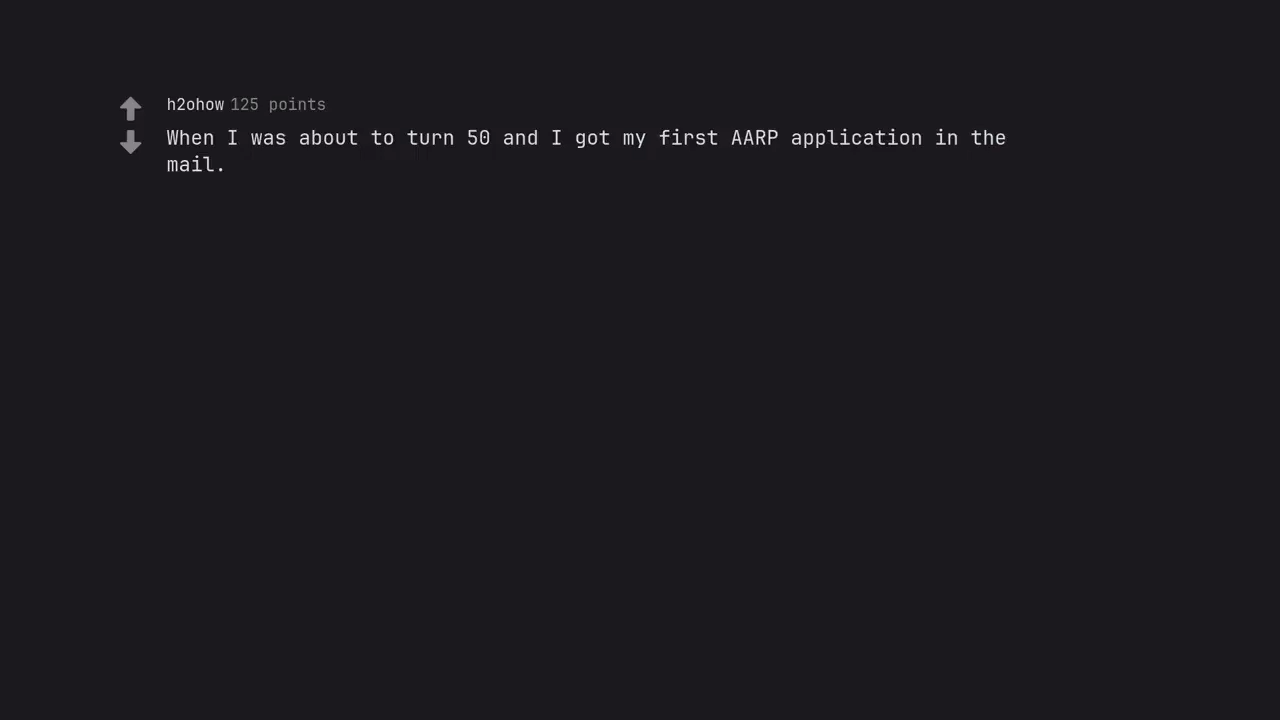 h2ohow 125 points
When I was about to turn 50 and I got my first AARP application in the
mail.